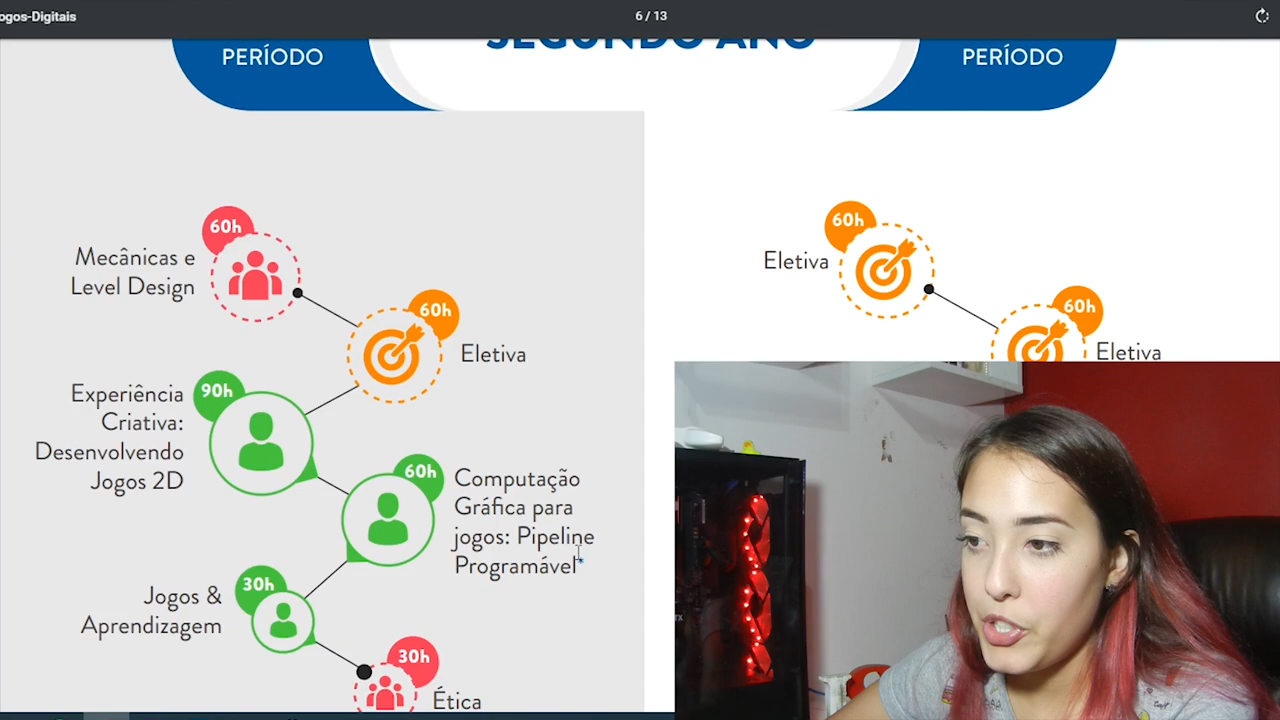 ogos-Digitais
6 / 13
SEGUNDO ANO
PERÍODO
PERÍODO
60h
Mecânicas e
Level Design
60h
Eletiva
90h
Experiência
Criativa:
Desenvolvendo
Jogos 2D
60h
Computação
Gráfica para
jogos: Pipeline
Programável*
30h
Jogos &
Aprendizagem
30h
Ética
60h
Eletiva
60h
Eletiva